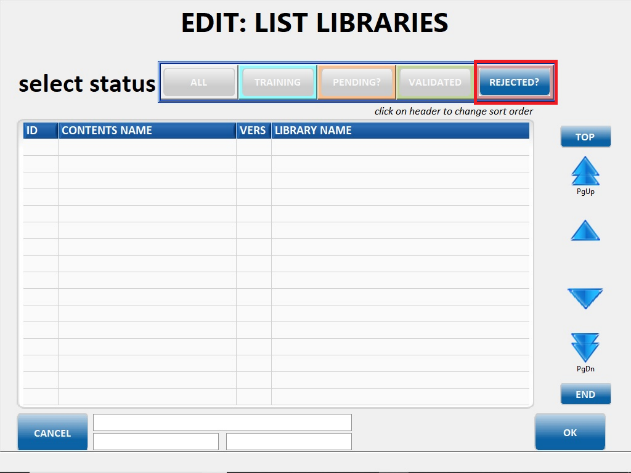 EDIT: LIST LIBRARIES
select status ALL TRAINING PENDING? VALIDATED REJECTED?
click on header to change sort order
ID CONTENTS NAME VERS LIBRARY NAME
TOP
PgUp
PgDn
END
CANCEL
OK